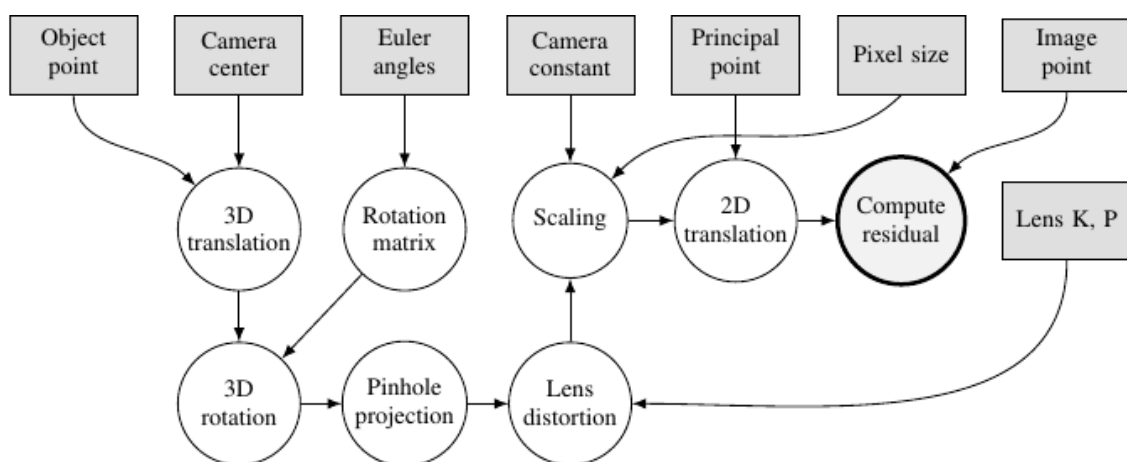 Object
point
Camera
center
Euler
angles
Camera
constant
Principal
point
Pixel size
Image
point
3D
translation
Rotation
matrix
Scaling
2D
translation
Compute
residual
Lens K, P
3D
rotation
Pinhole
projection
Lens
distortion